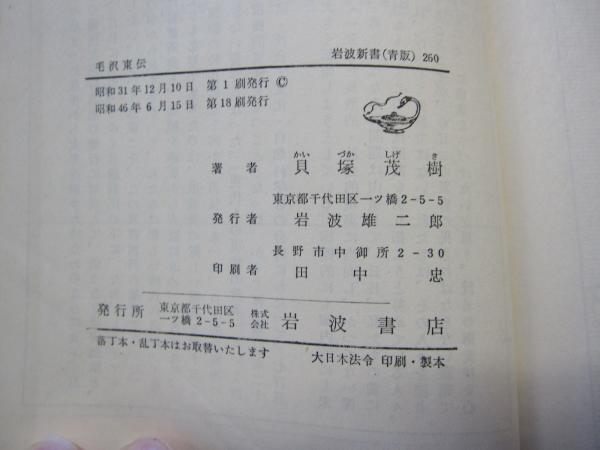 毛沢東伝
岩波新書(青版) 260
昭和31年12月10日 第1刷発行 ©
昭和46年6月15日 第18刷発行
かい づか しげ き
著者 貝塚茂樹
東京都千代田区一ツ橋2-5-5
発行者 岩波雄二郎
長野市中御所2-30
印刷者 田中忠
発行所 東京都千代田区 株式 岩波書店
一ツ橋2-5-5 会社
落丁本・乱丁本はお取替いたします
大日本法令 印刷・製本